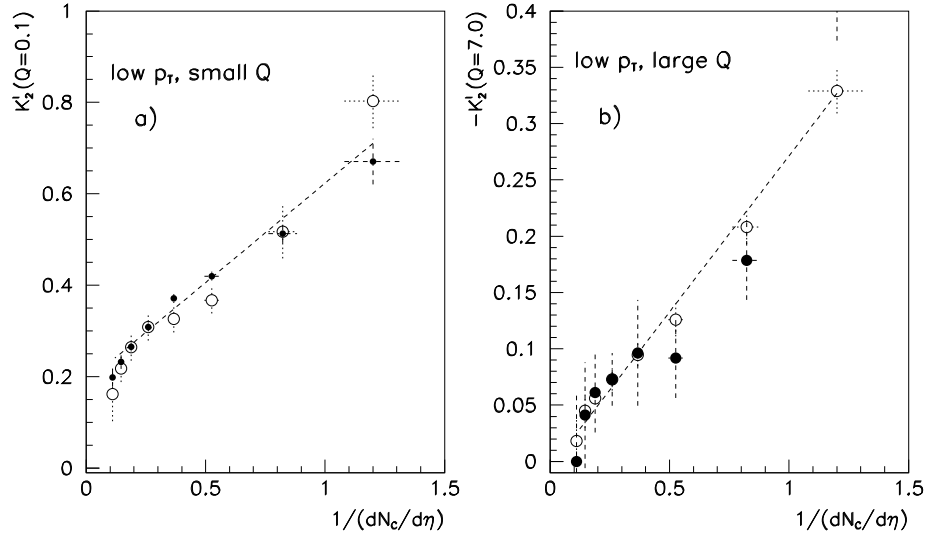 K₂ᴵ(Q=0.1)
1
0.8
0.6
0.4
0.2
0
low pT, small Q
a)
0
0.5
1
1.5
1/(dNc/dη)
−K₂ᴵ(Q=7.0)
0.4
0.35
0.3
0.25
0.2
0.15
0.1
0.05
0
low pT, large Q
b)
0
0.5
1
1.5
1/(dNc/dη)